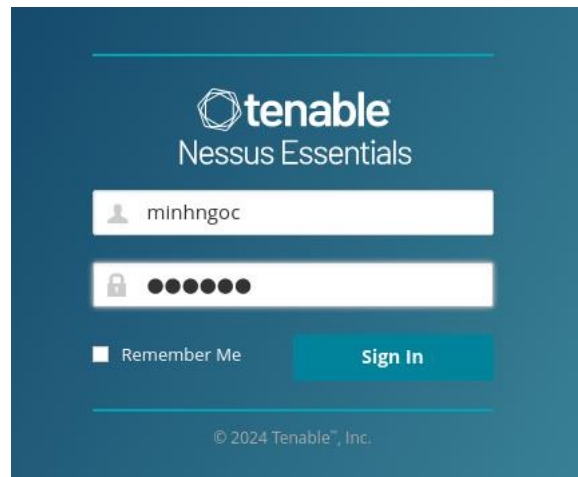 tenable
Nessus Essentials
minhngoc
●●●●●●
Remember Me Sign In
© 2024 Tenable™, Inc.